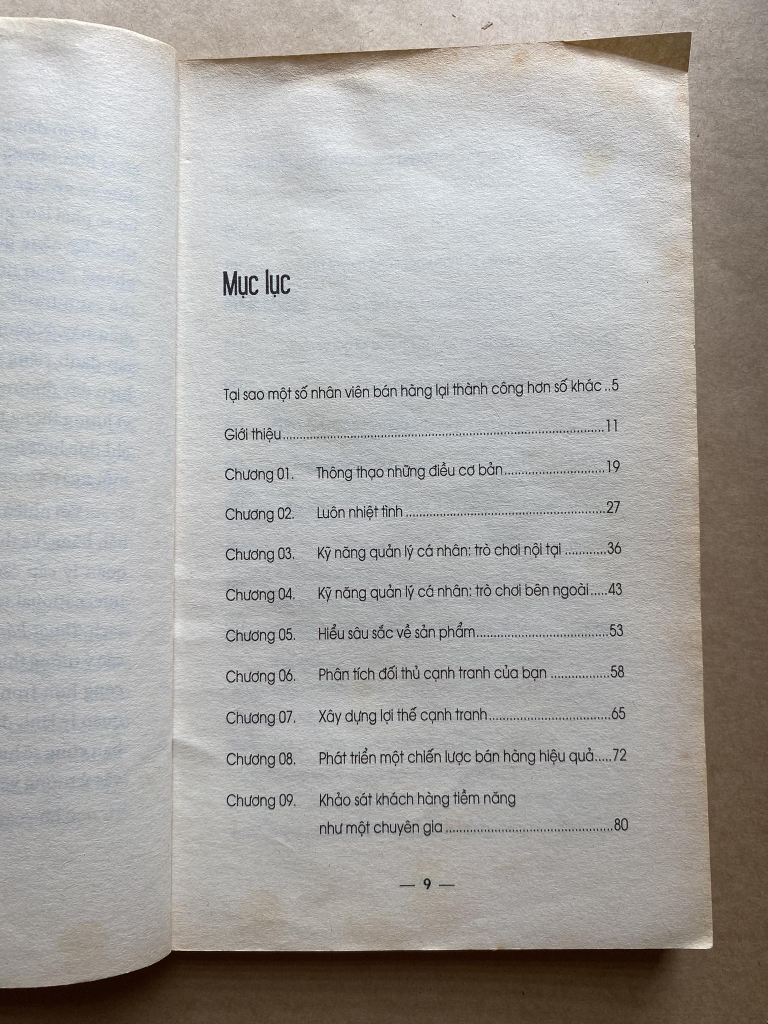 Mục lục
Tại sao một số nhân viên bán hàng lại thành công hơn số khác ..5
Giới thiệu................................................................................................11
Chương 01. Thông thạo những điều cơ bản...............................19
Chương 02. Luôn nhiệt tình ............................................................27
Chương 03. Kỹ năng quản lý cá nhân: trò chơi nội tại ............36
Chương 04. Kỹ năng quản lý cá nhân: trò chơi bên ngoài.....43
Chương 05. Hiểu sâu sắc về sản phẩm........................................53
Chương 06. Phân tích đối thủ cạnh tranh của bạn ..................58
Chương 07. Xây dựng lợi thế cạnh tranh.....................................65
Chương 08. Phát triển một chiến lược bán hàng hiệu quả.....72
Chương 09. Khảo sát khách hàng tiềm năng
như một chuyên gia ...................................................80
— 9 —